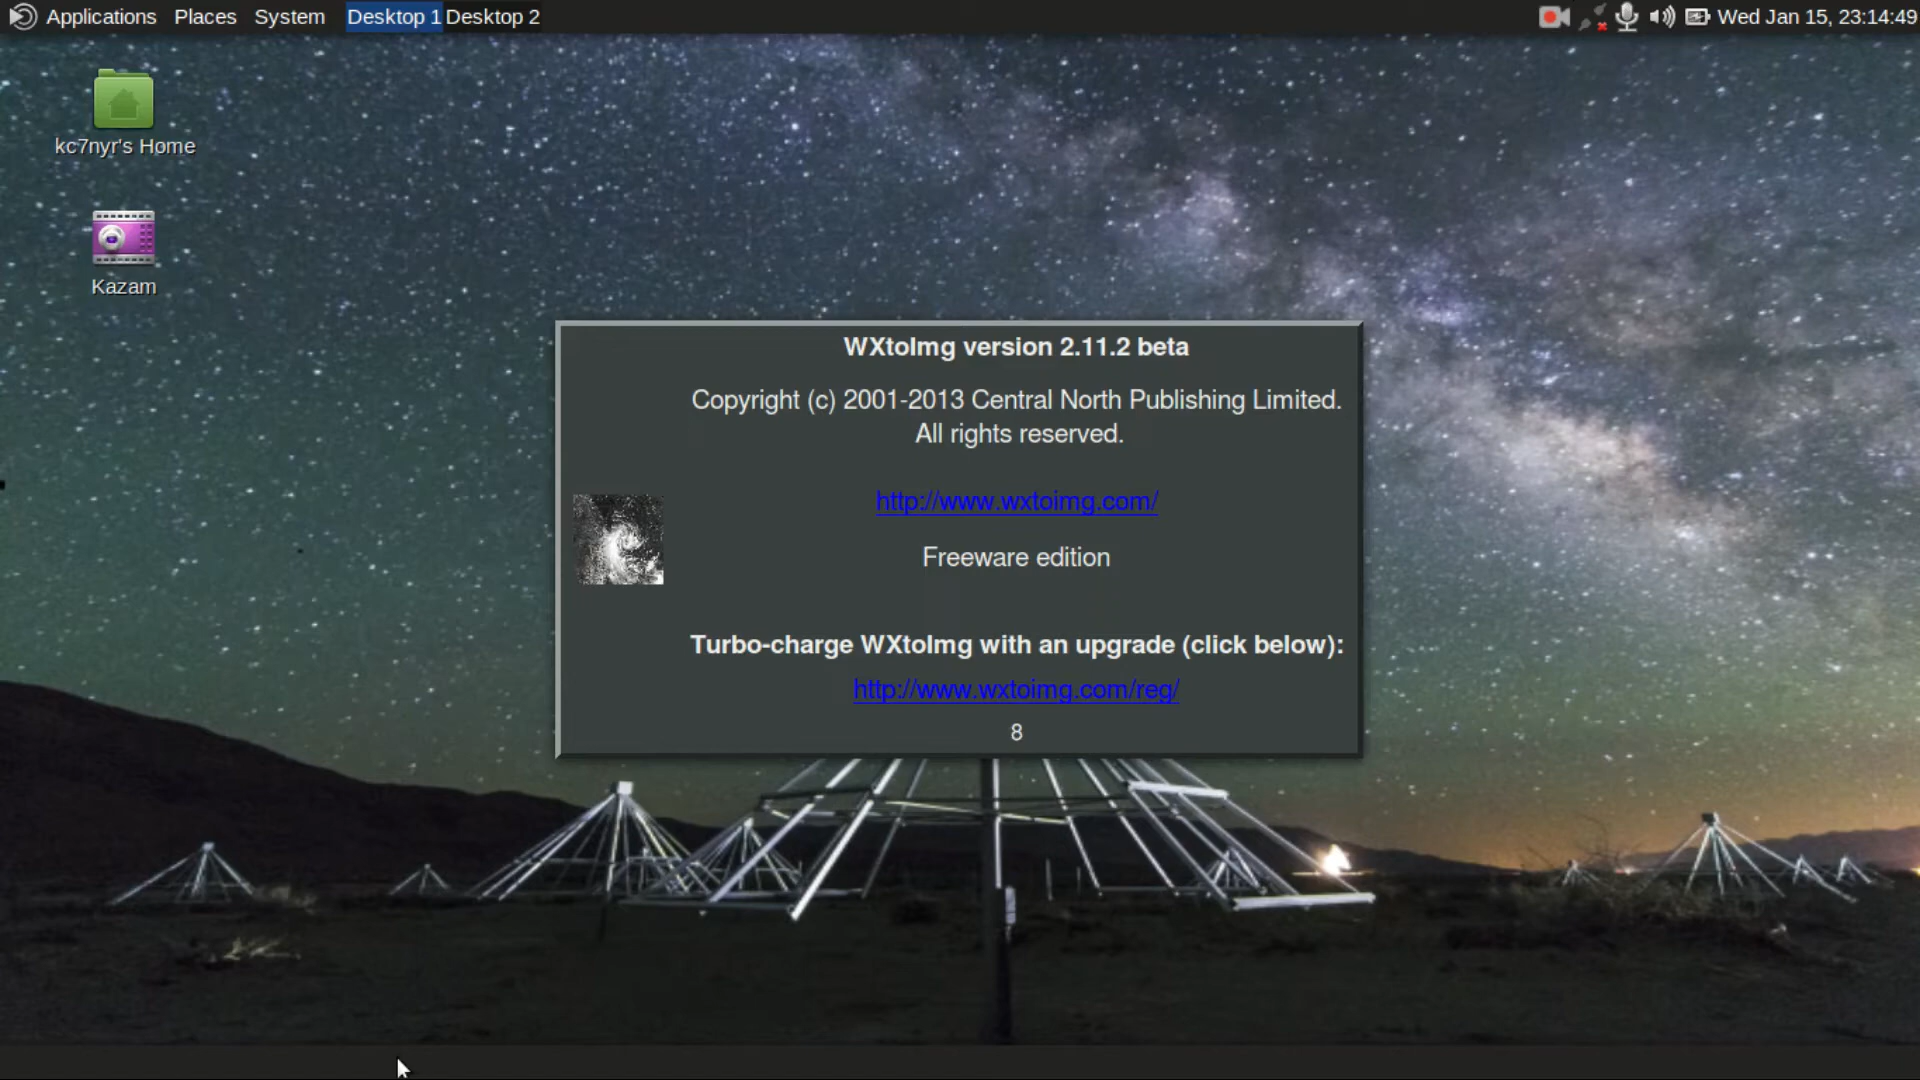 Applications Places System Desktop 1 Desktop 2 Wed Jan 15, 23:14:49
kc7nyr's Home
Kazam
WXtoImg version 2.11.2 beta
Copyright (c) 2001-2013 Central North Publishing Limited.
All rights reserved.
http://www.wxtoimg.com/
Freeware edition
Turbo-charge WXtoImg with an upgrade (click below):
http://www.wxtoimg.com/reg/
8